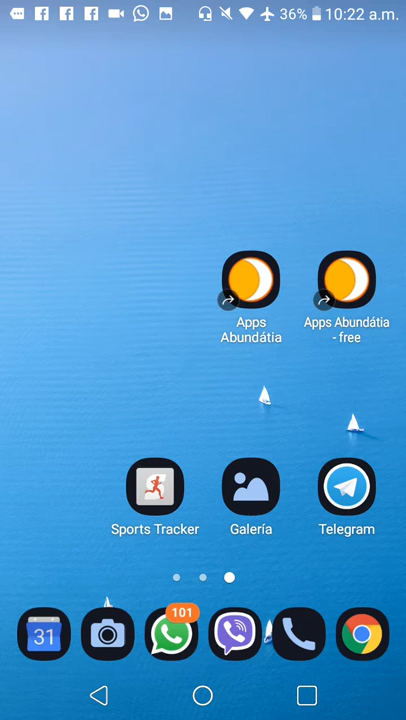 36% 10:22 a.m.
Apps
Abundátia
Apps Abundátia
- free
Sports Tracker
Galería
Telegram
101
31